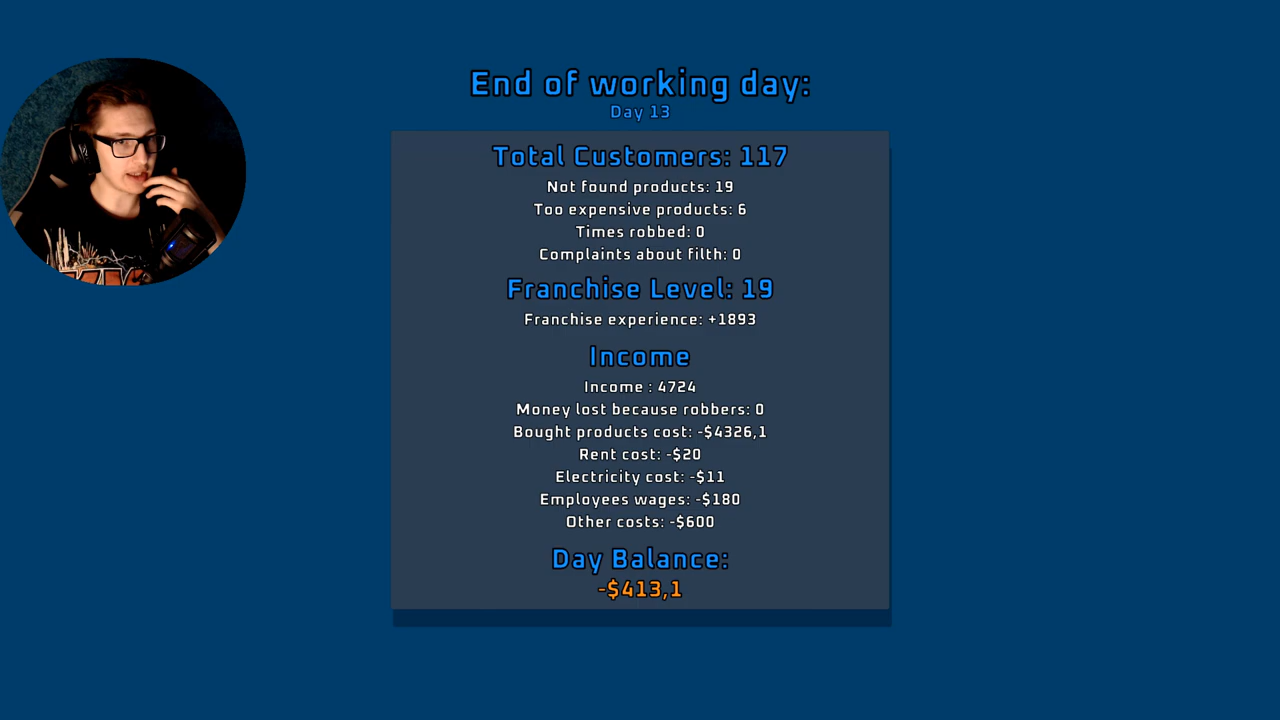 End of working day:
Day 13
Total Customers: 117
Not found products: 19
Too expensive products: 6
Times robbed: 0
Complaints about filth: 0
Franchise Level: 19
Franchise experience: +1893
Income
Income : 4724
Money lost because robbers: 0
Bought products cost: -$4326,1
Rent cost: -$20
Electricity cost: -$11
Employees wages: -$180
Other costs: -$600
Day Balance:
-$413,1